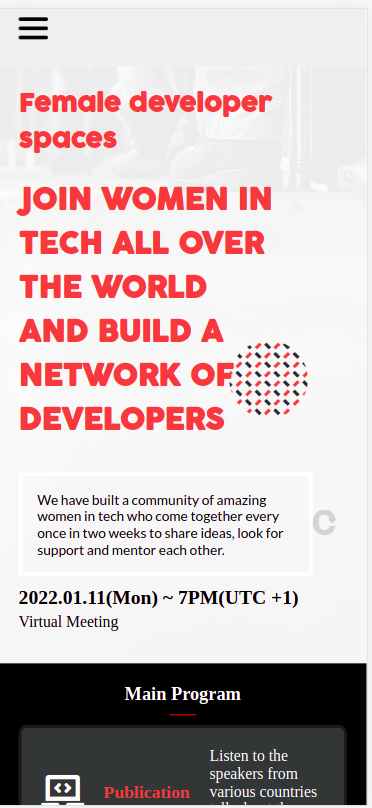 Female developer
spaces
JOIN WOMEN IN
TECH ALL OVER
THE WORLD
AND BUILD A
NETWORK OF
DEVELOPERS
We have built a community of amazing
women in tech who come together every
once in two weeks to share ideas, look for
support and mentor each other.
2022.01.11(Mon) ~ 7PM(UTC +1)
Virtual Meeting
Main Program
Publication
Listen to the
speakers from
various countries